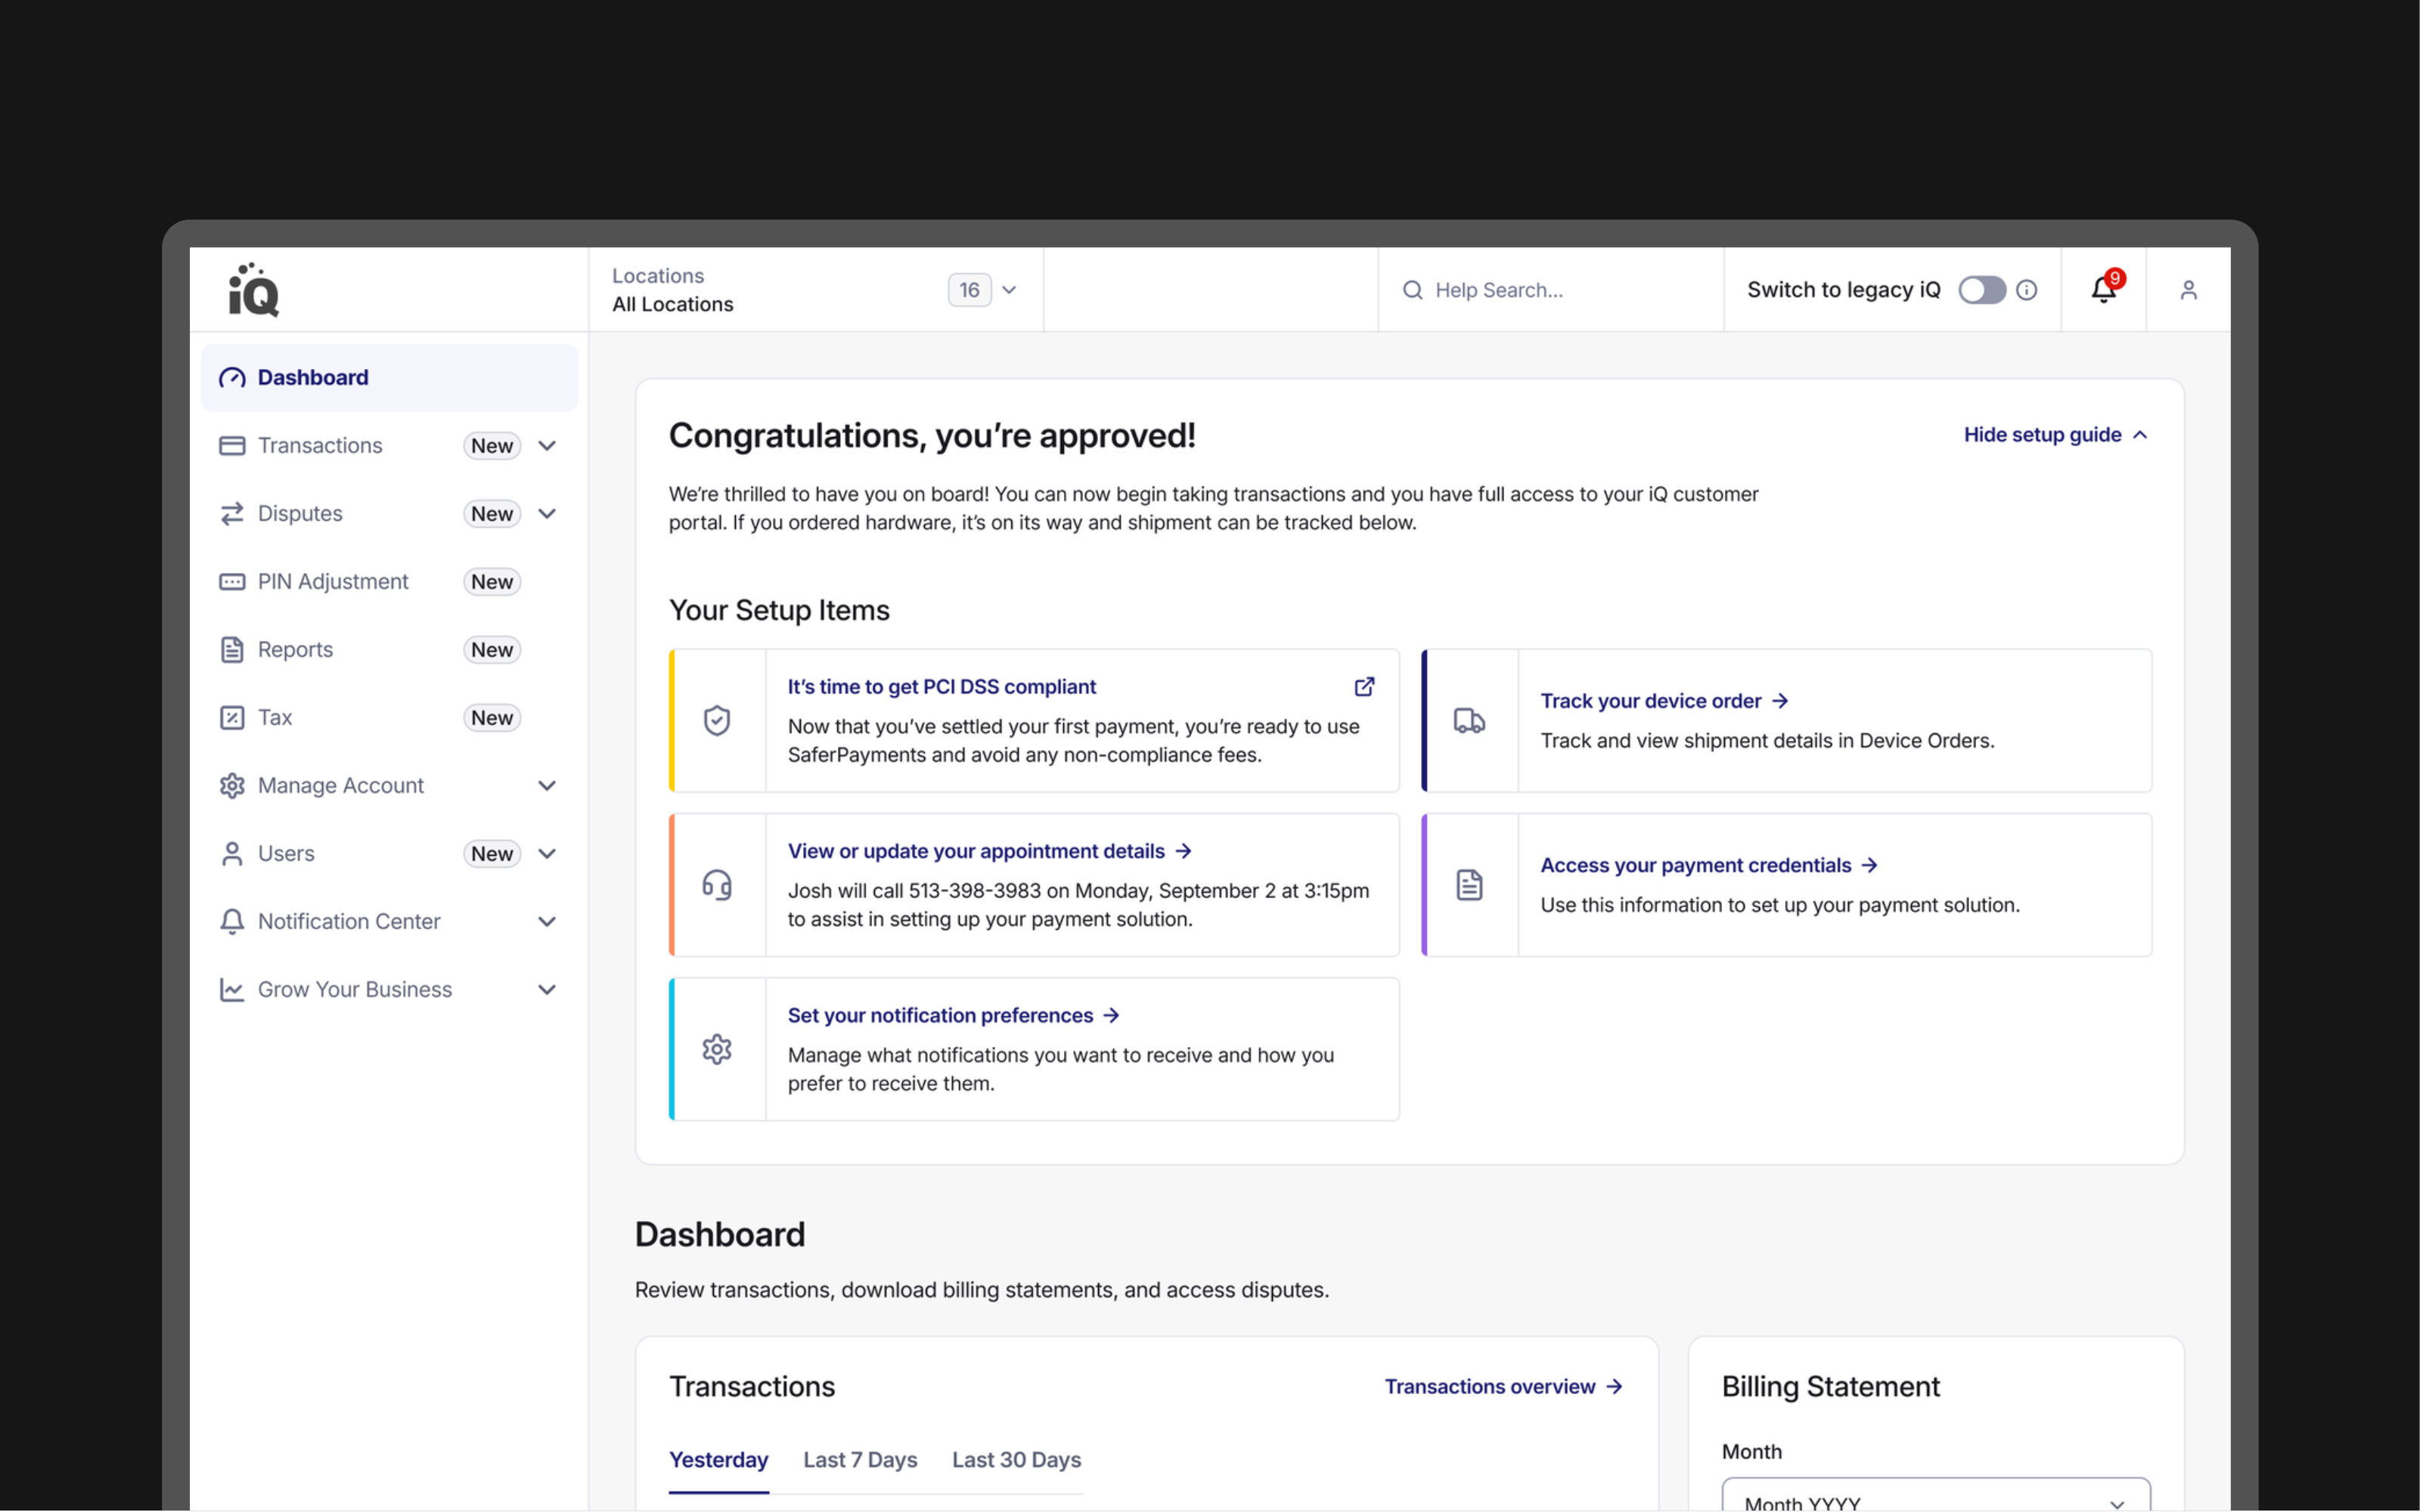 iQ
Locations
All Locations
16
Help Search...
Switch to legacy iQ
9
Dashboard
Transactions New
Disputes New
PIN Adjustment New
Reports New
Tax New
Manage Account
Users New
Notification Center
Grow Your Business
Congratulations, you’re approved!
Hide setup guide
We’re thrilled to have you on board! You can now begin taking transactions and you have full access to your iQ customer
portal. If you ordered hardware, it’s on its way and shipment can be tracked below.
Your Setup Items
It’s time to get PCI DSS compliant
Now that you’ve settled your first payment, you’re ready to use
SaferPayments and avoid any non-compliance fees.
Track your device order
Track and view shipment details in Device Orders.
View or update your appointment details
Josh will call 513-398-3983 on Monday, September 2 at 3:15pm
to assist in setting up your payment solution.
Access your payment credentials
Use this information to set up your payment solution.
Set your notification preferences
Manage what notifications you want to receive and how you
prefer to receive them.
Dashboard
Review transactions, download billing statements, and access disputes.
Transactions
Transactions overview
Yesterday
Last 7 Days
Last 30 Days
Billing Statement
Month
Month YYYY